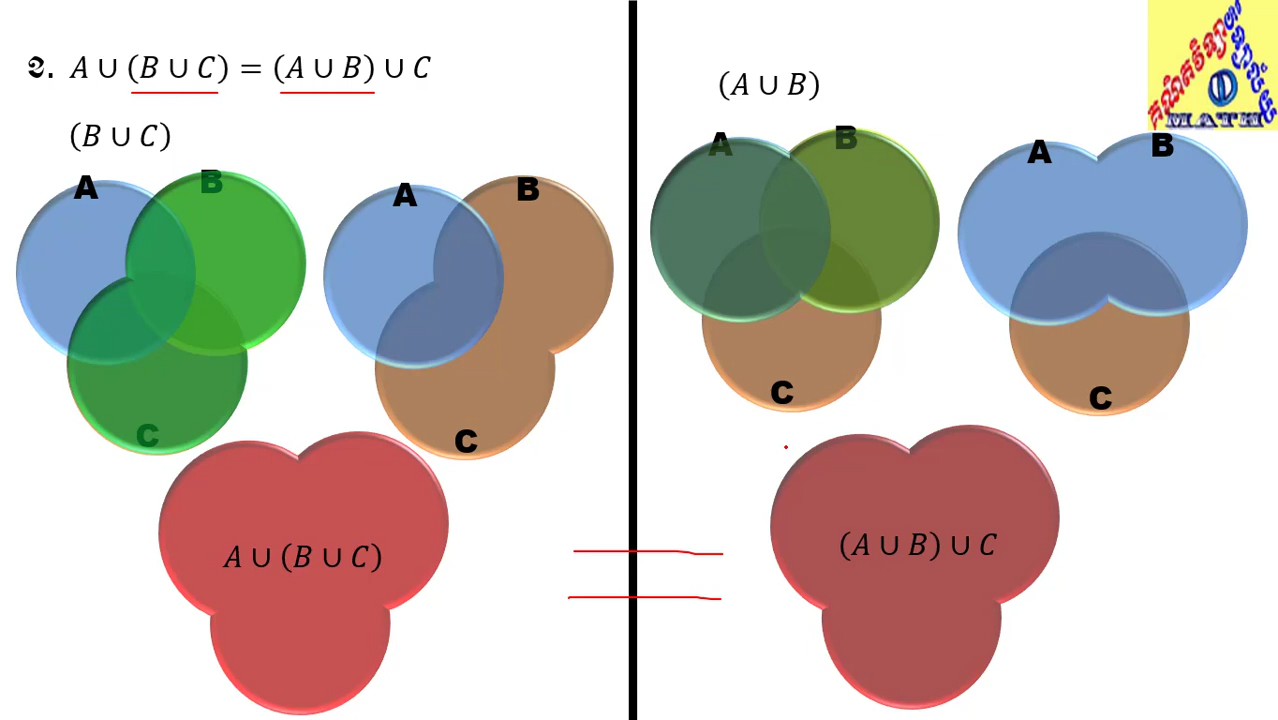 ២. A ∪ (B ∪ C) = (A ∪ B) ∪ C
(B ∪ C)
A
B
C
A
B
C
A ∪ (B ∪ C)
(A ∪ B)
A
B
C
A
B
C
(A ∪ B) ∪ C
MATH